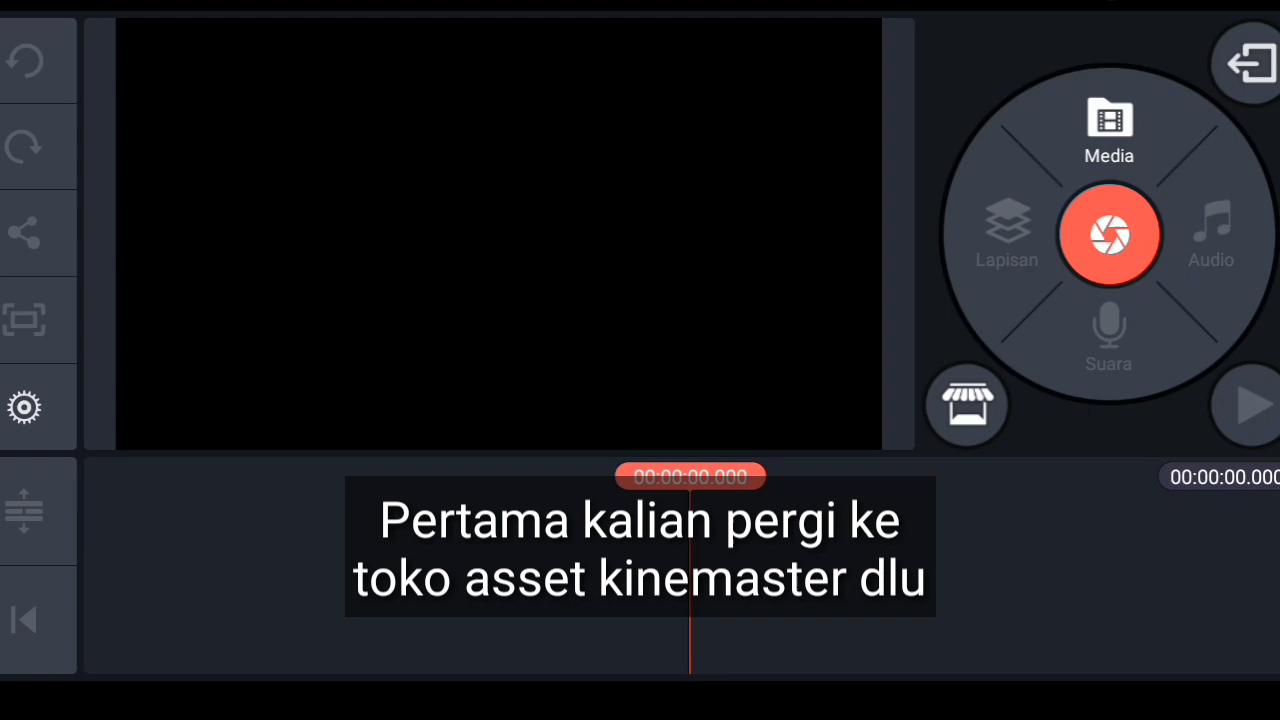 Media
Lapisan
Audio
Suara
00:00:00.000
00:00:00.000
Pertama kalian pergi ke
toko asset kinemaster dlu